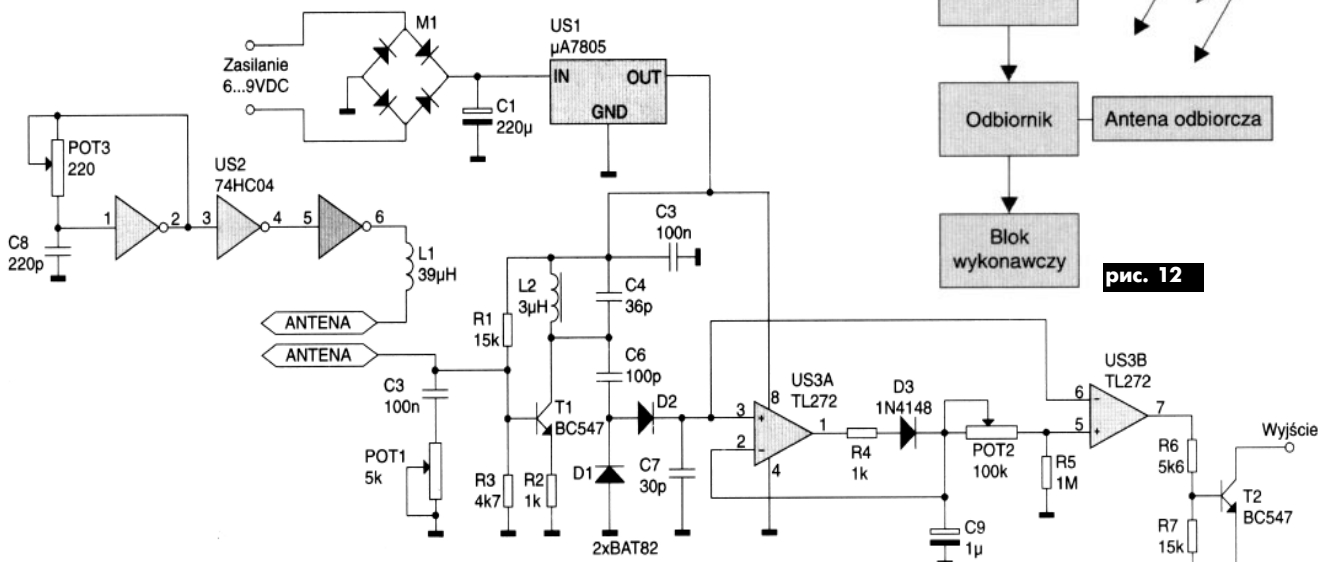 M1
Zasilanie
6...9VDC
US1
µA7805
IN
OUT
GND
C1
220µ
Odbiornik
Antena odbiorcza
Blok
wykonawczy
рис. 12
POT3
220
US2
74HC04
1
2
3
4
5
6
C8
220p
L1
39µH
ANTENA
ANTENA
C3
100n
L2
3µH
C4
36p
R1
15k
C6
100p
C3
100n
T1
BC547
D2
POT1
5k
R3
4k7
R2
1k
D1
C7
30p
2xBAT82
US3A
TL272
8
3
+
2
−
1
4
D3
1N4148
R4
1k
POT2
100k
R5
1M
C9
1µ
US3B
TL272
6
−
5
+
7
R6
5k6
Wyjście
T2
BC547
R7
15k